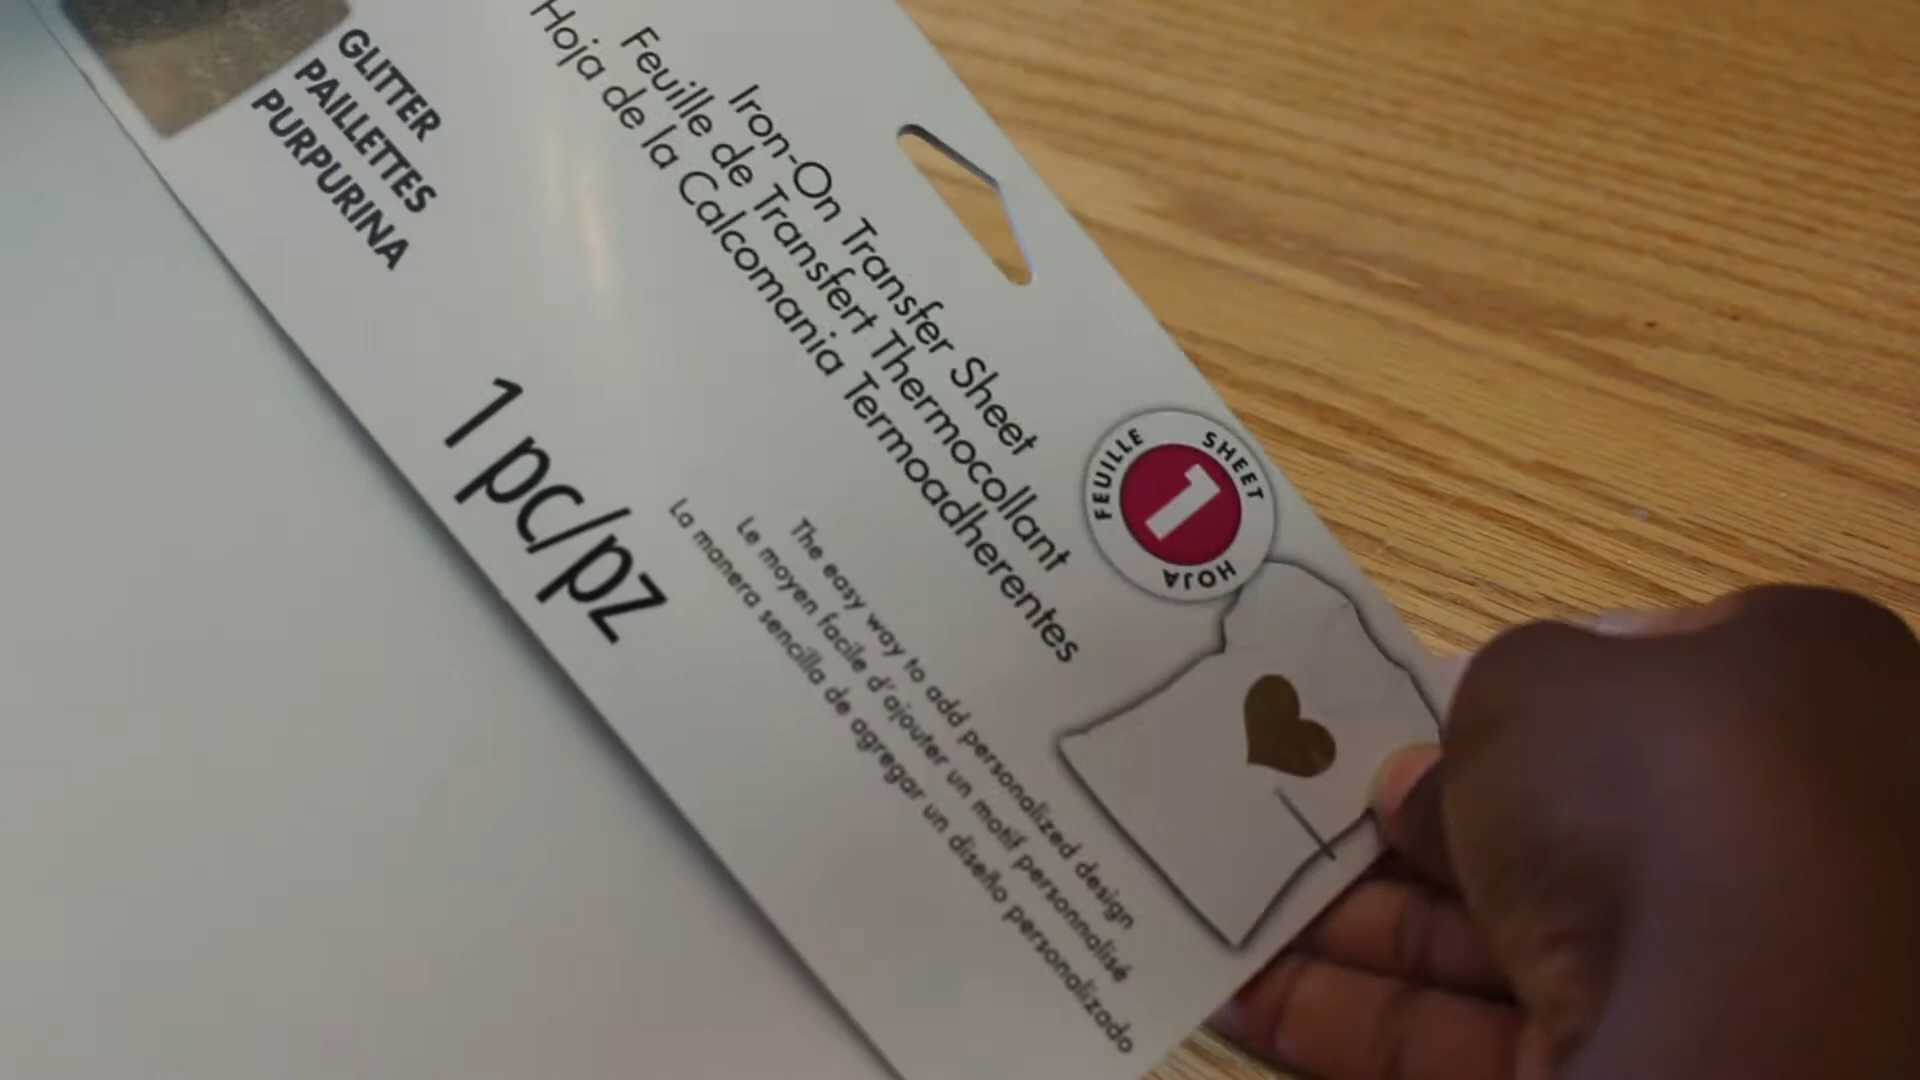 Iron-On Transfer Sheet
Feuille de Transfert Thermocollant
Hoja de la Calcomania Termoadherentes
GLITTER
PAILLETTES
PURPURINA
1 pc/pz
FEUILLE
SHEET
HOJA
1
The easy way to add personalized design
Le moyen facile d'ajouter un motif personnalisé
La manera sencilla de agregar un diseño personalizado